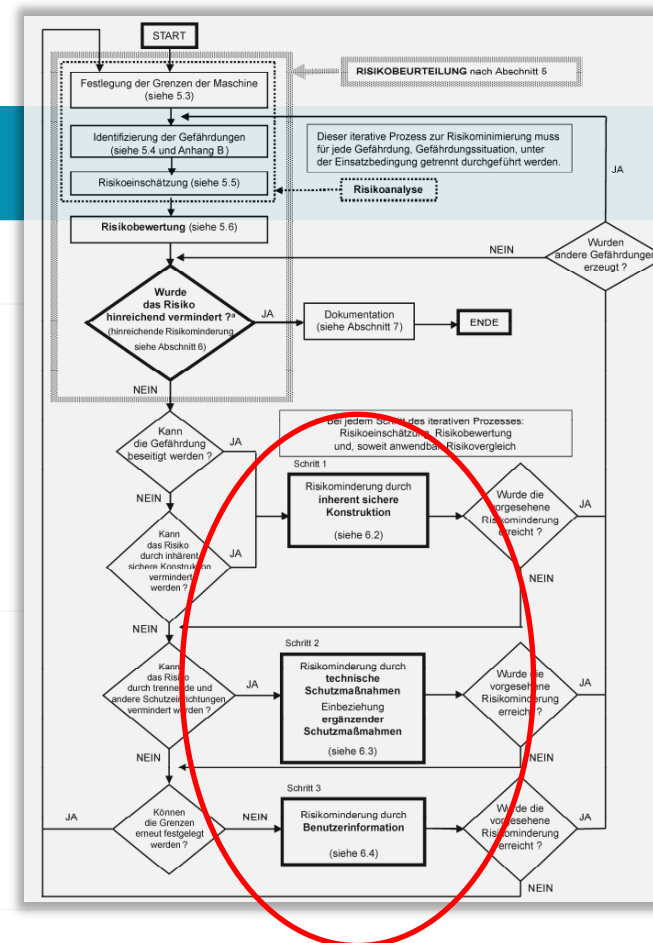 START
RISIKOBEURTEILUNG nach Abschnitt 5
Festlegung der Grenzen der Maschine
(siehe 5.3)
Identifizierung der Gefährdungen
(siehe 5.4 und Anhang B)
Dieser iterative Prozess zur Risikominimierung muss
für jede Gefährdung, Gefährdungssituation, unter
der Einsatzbedingung getrennt durchgeführt werden.
JA
Risikoeinschätzung (siehe 5.5)
Risikoanalyse
Risikobewertung (siehe 5.6)
NEIN
Wurden
andere Gefährdungen
erzeugt ?
Wurde
das Risiko
hinreichend vermindert ?ᵃ
(hinreichende Risikominderung
siehe Abschnitt 6)
JA
Dokumentation
(siehe Abschnitt 7)
ENDE
NEIN
Kann
die Gefährdung
beseitigt werden ?
JA
Bei jedem Schritt des iterativen Prozesses:
Risikoeinschätzung, Risikobewertung
und, soweit anwendbar, Risikovergleich
Schritt 1
Risikominderung durch
inherent sichere
Konstruktion
(siehe 6.2)
Wurde die
vorgesehene
Risikominderung
erreicht ?
JA
NEIN
Kann
das Risiko
durch inhärent
sichere Konstruktion
vermindert
werden ?
JA
NEIN
NEIN
Schritt 2
Kann
das Risiko
durch trennende und
andere Schutzeinrichtungen
vermindert werden ?
JA
Risikominderung durch
technische
Schutzmaßnahmen
Einbeziehung
ergänzender
Schutzmaßmahmen
(siehe 6.3)
Wurde die
vorgesehene
Risikominderung
erreicht ?
JA
NEIN
NEIN
Schritt 3
JA
Können
die Grenzen
erneut festgelegt
werden ?
NEIN
Risikominderung durch
Benutzerinformation
(siehe 6.4)
Wurde die
vorgesehene
Risikominderung
erreicht ?
JA
NEIN